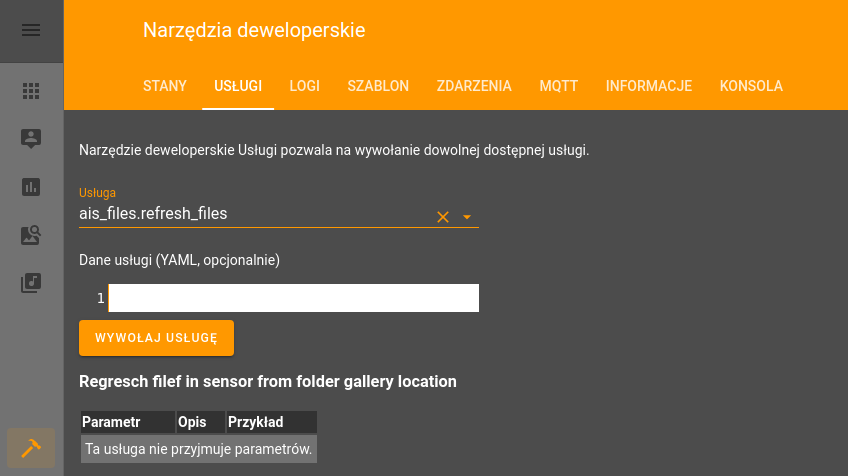 Narzędzia deweloperskie
STANY USŁUGI LOGI SZABLON ZDARZENIA MQTT INFORMACJE KONSOLA
Narzędzie deweloperskie Usługi pozwala na wywołanie dowolnej dostępnej usługi.
Usługa
ais_files.refresh_files
Dane usługi (YAML, opcjonalnie)
1
WYWOŁAJ USŁUGĘ
Regresch filef in sensor from folder gallery location
Parametr Opis Przykład
Ta usługa nie przyjmuje parametrów.